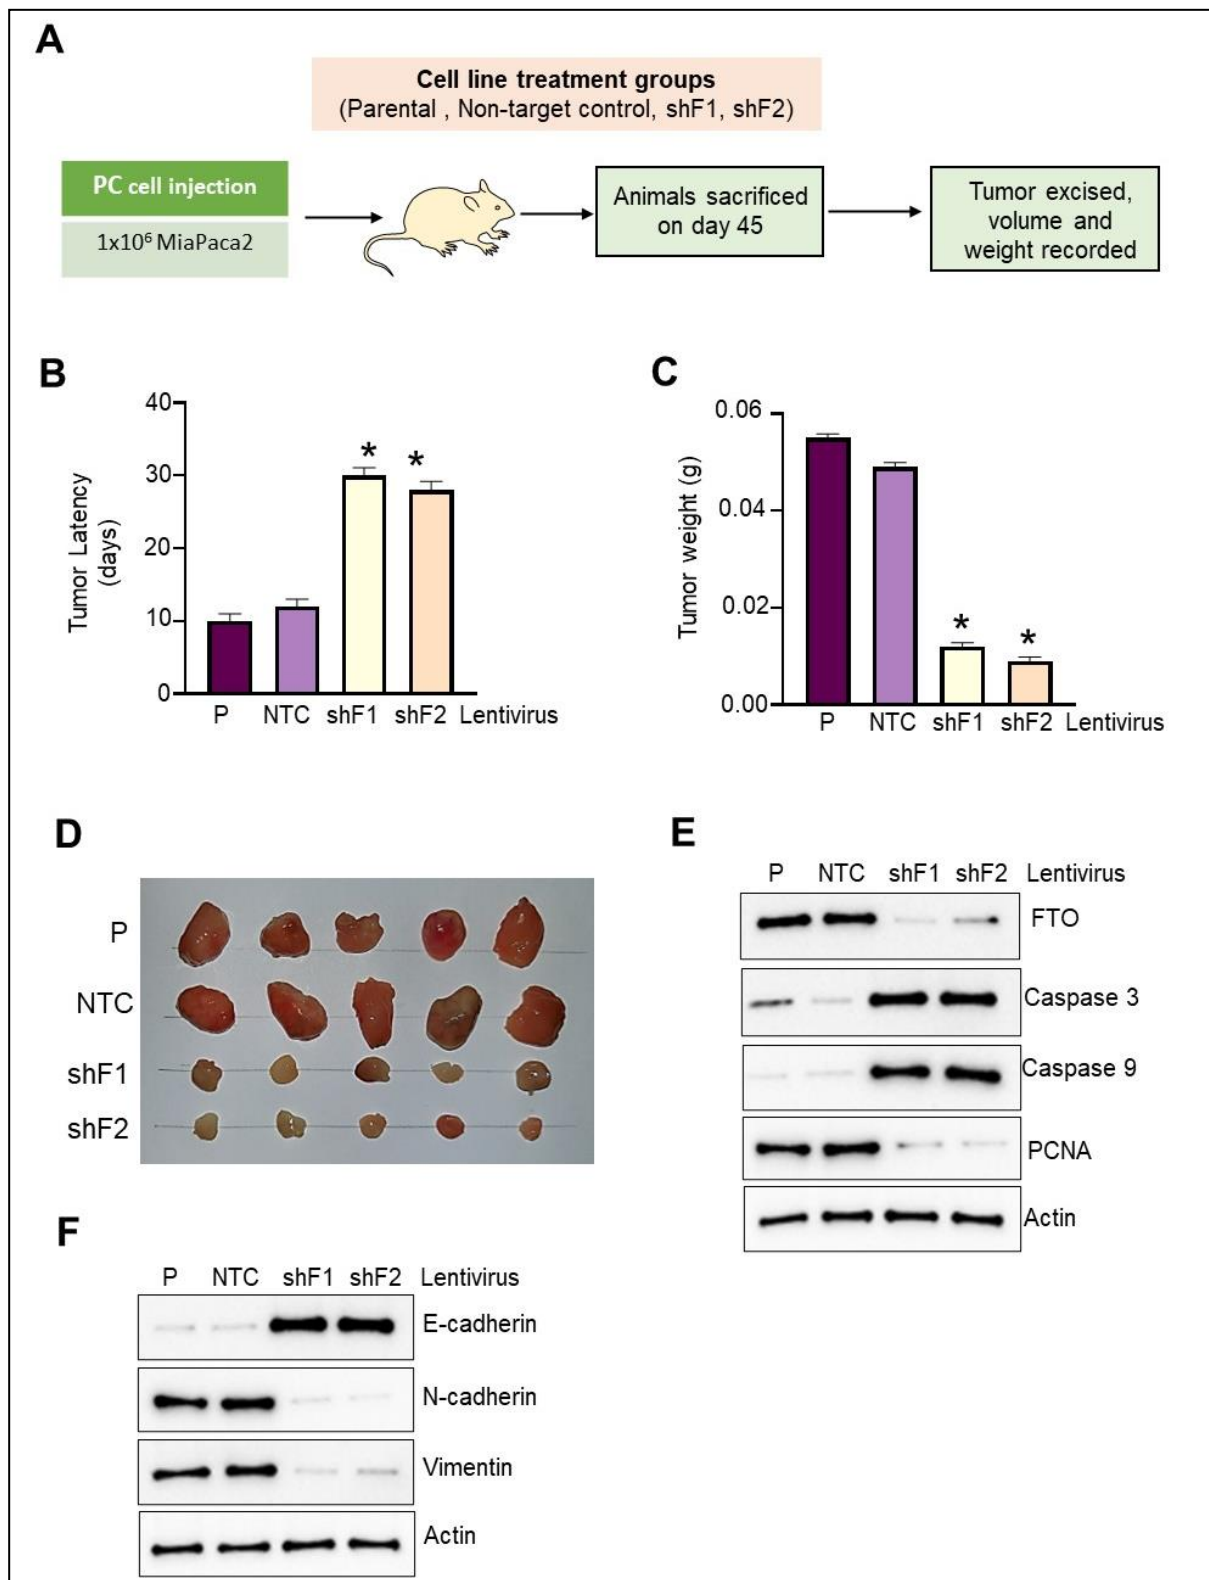 A
Cell line treatment groups
(Parental , Non-target control, shF1, shF2)
PC cell injection
1x10⁶ MiaPaca2
Animals sacrificed
on day 45
Tumor excised,
volume and
weight recorded
B
Tumor Latency
(days)
40
30
20
10
0
* *
P NTC shF1 shF2 Lentivirus
C
Tumor weight (g)
0.06
0.04
0.02
0.00
* *
P NTC shF1 shF2 Lentivirus
D
P
NTC
shF1
shF2
E
P NTC shF1 shF2 Lentivirus
FTO
Caspase 3
Caspase 9
PCNA
Actin
F
P NTC shF1 shF2 Lentivirus
E-cadherin
N-cadherin
Vimentin
Actin